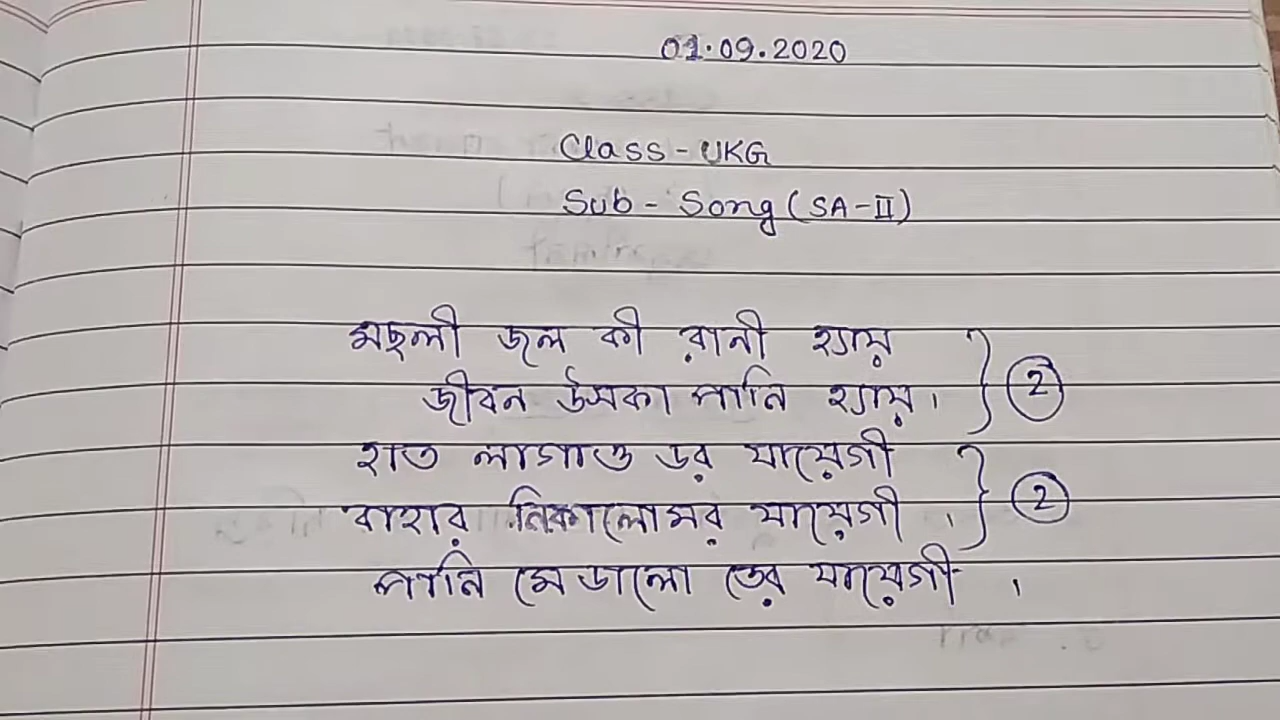 01.09.2020
Class - UKG
Sub - Song (SA-II)
মছলী জল কী রানী হ্যায়
জীবন উসকা পানি হ্যায়।
2
হাত লাগাও ডর যায়েগী
বাহার নিকালো মর যায়েগী ।
2
পানি মে ডালো তের যায়েগী ।